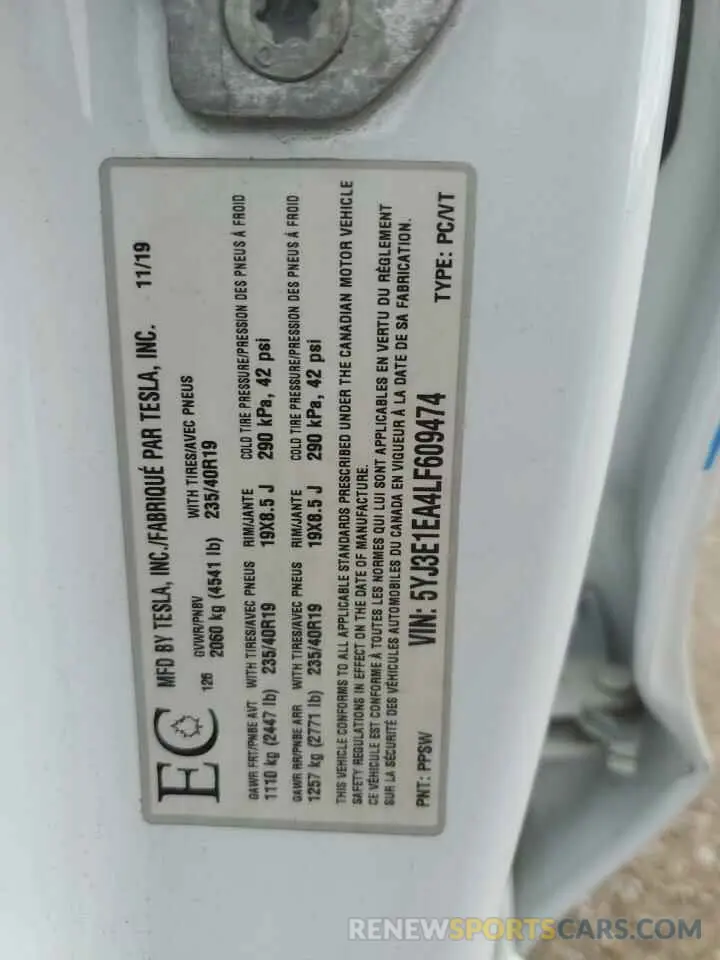 MFD BY TESLA, INC./FABRIQUÉ PAR TESLA, INC. 11/19
EC 126 GVWR/PNBV WITH TIRES/AVEC PNEUS
2060 kg (4541 lb) 235/40R19
GAWR FRT/PNBE AVT WITH TIRES/AVEC PNEUS RIM/JANTE COLD TIRE PRESSURE/PRESSION DES PNEUS À FROID
1110 kg (2447 lb) 235/40R19 19X8.5 J 290 kPa, 42 psi
GAWR RR/PNBE ARR WITH TIRES/AVEC PNEUS RIM/JANTE COLD TIRE PRESSURE/PRESSION DES PNEUS À FROID
1257 kg (2771 lb) 235/40R19 19X8.5 J 290 kPa, 42 psi
THIS VEHICLE CONFORMS TO ALL APPLICABLE STANDARDS PRESCRIBED UNDER THE CANADIAN MOTOR VEHICLE
SAFETY REGULATIONS IN EFFECT ON THE DATE OF MANUFACTURE.
CE VÉHICULE EST CONFORME À TOUTES LES NORMES QUI LUI SONT APPLICABLES EN VERTU DU RÈGLEMENT
SUR LA SÉCURITÉ DES VÉHICULES AUTOMOBILES DU CANADA EN VIGUEUR À LA DATE DE SA FABRICATION.
PNT: PPSW VIN: 5YJ3E1EA4LF609474 TYPE: PC/VT
RENEWSPORTSCARS.COM